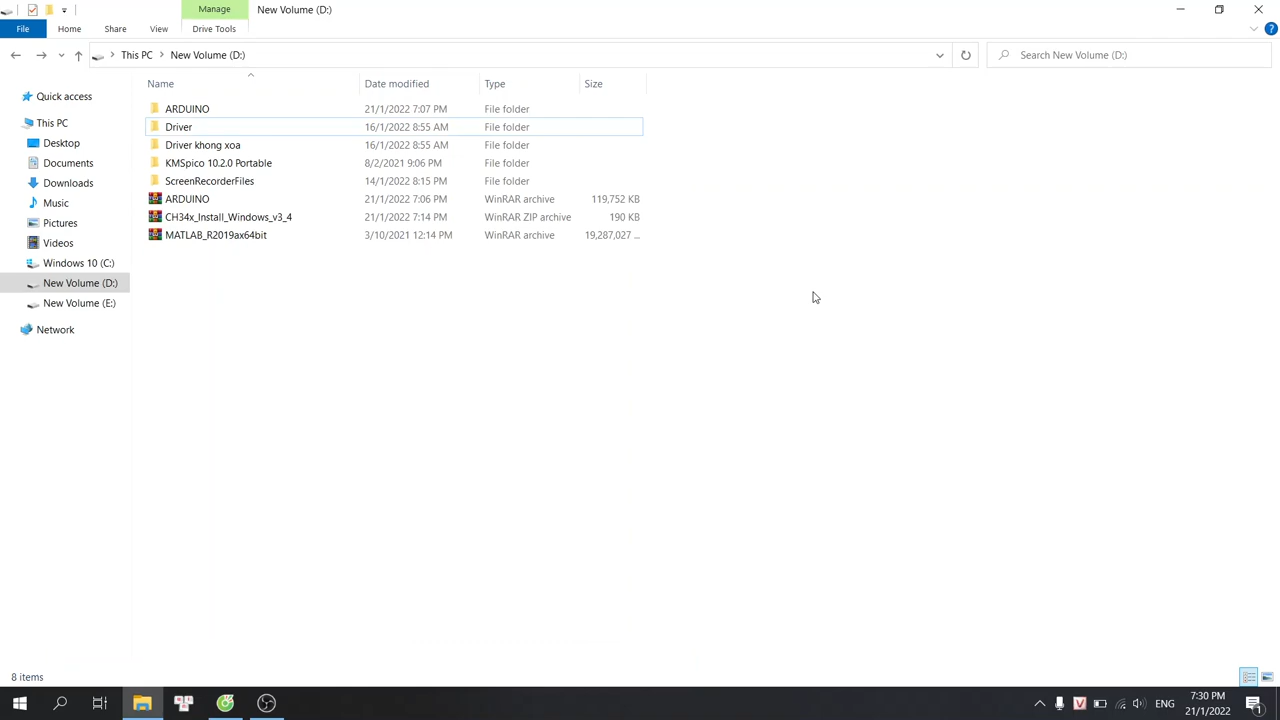 Manage
New Volume (D:)
File
Home
Share
View
Drive Tools
This PC
New Volume (D:)
Search New Volume (D:)
Name
Date modified
Type
Size
Quick access
This PC
Desktop
Documents
Downloads
Music
Pictures
Videos
Windows 10 (C:)
New Volume (D:)
New Volume (E:)
Network
ARDUINO 21/1/2022 7:07 PM File folder
Driver 16/1/2022 8:55 AM File folder
Driver khong xoa 16/1/2022 8:55 AM File folder
KMSpico 10.2.0 Portable 8/2/2021 9:06 PM File folder
ScreenRecorderFiles 14/1/2022 8:15 PM File folder
ARDUINO 21/1/2022 7:06 PM WinRAR archive 119,752 KB
CH34x_Install_Windows_v3_4 21/1/2022 7:14 PM WinRAR ZIP archive 190 KB
MATLAB_R2019ax64bit 3/10/2021 12:14 PM WinRAR archive 19,287,027 ...
8 items
V
ENG
7:30 PM
21/1/2022
1